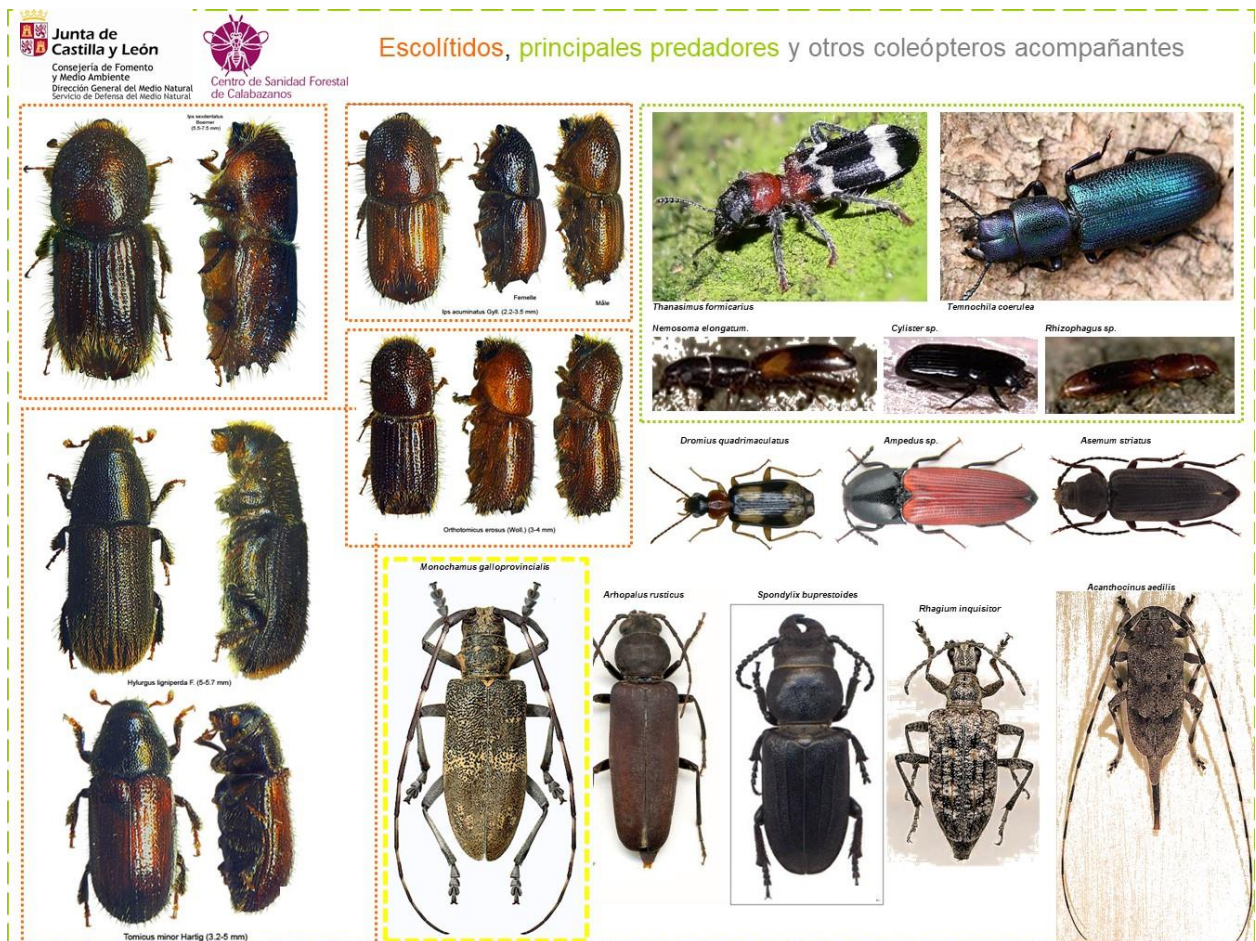 Junta de
Castilla y León
Consejería de Fomento
y Medio Ambiente
Dirección General del Medio Natural
Servicio de Defensa del Medio Natural
Centro de Sanidad Forestal
de Calabazanos
Escolítidos, principales predadores y otros coleópteros acompañantes
Ips sexdentatus
Boerner
(5.5-7.5 mm)
Femelle
Mâle
Ips acuminatus Gyll. (2.2-3.5 mm)
Thanasimus formicarius
Temnochila coerulea
Nemosoma elongatum.
Cylister sp.
Rhizophagus sp.
Orthotomicus erosus (Woll.) (3-4 mm)
Dromius quadrimaculatus
Ampedus sp.
Asemum striatus
Hylurgus ligniperda F. (5-5.7 mm)
Monochamus galloprovincialis
Arhopalus rusticus
Spondylix buprestoides
Rhagium inquisitor
Acanthocinus aedilis
Tomicus minor Hartig (3.2-5 mm)